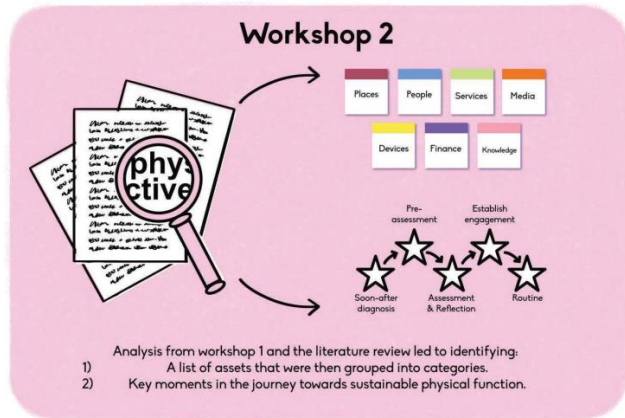 Workshop 2
Places People Services Media
Devices Finance Knowledge
phys
ctive
Pre-
assessment
Establish
engagement
Soon-after
diagnosis
Assessment
& Reflection
Routine
Analysis from workshop 1 and the literature review led to identifying:
1) A list of assets that were then grouped into categories.
2) Key moments in the journey towards sustainable physical function.